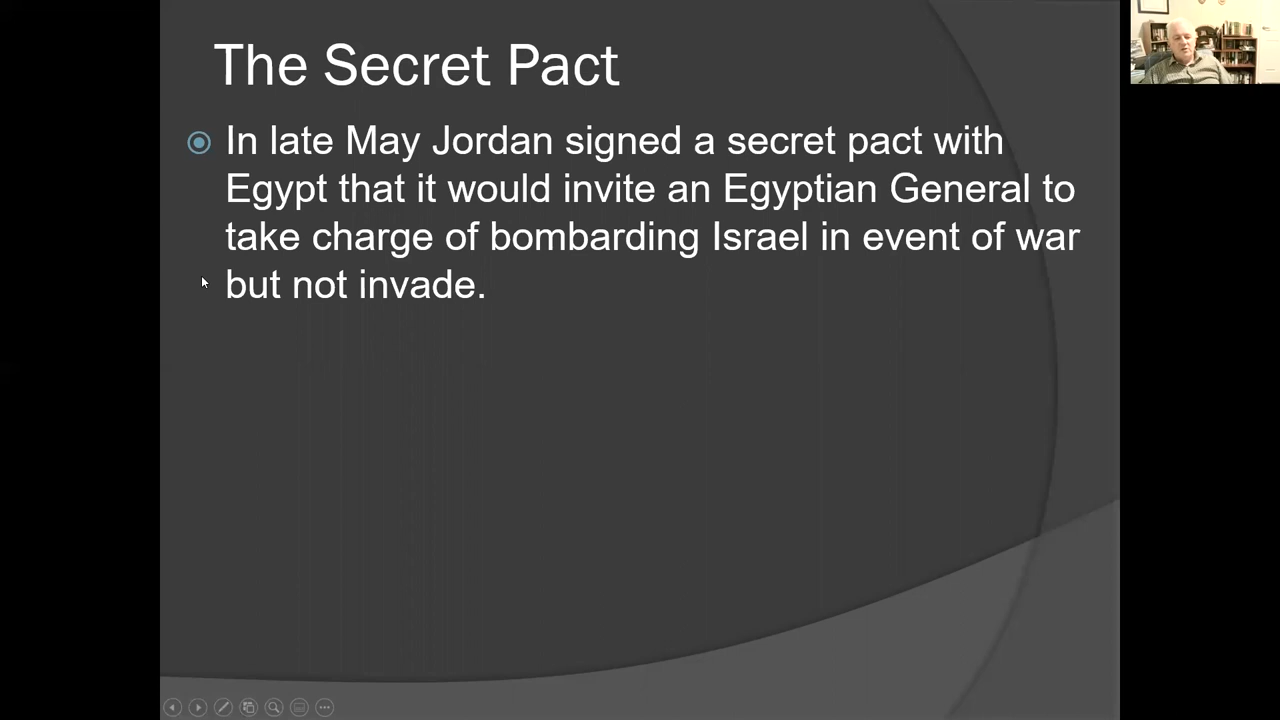 The Secret Pact
In late May Jordan signed a secret pact with
Egypt that it would invite an Egyptian General to
take charge of bombarding Israel in event of war
but not invade.